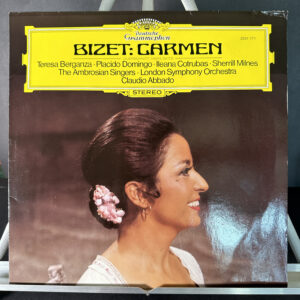 Deutsche
Grammophon
BIZET: CARMEN
Teresa Berganza · Placido Domingo · Ileana Cotrubas · Sherrill Milnes
The Ambrosian Singers · London Symphony Orchestra
Claudio Abbado
STEREO